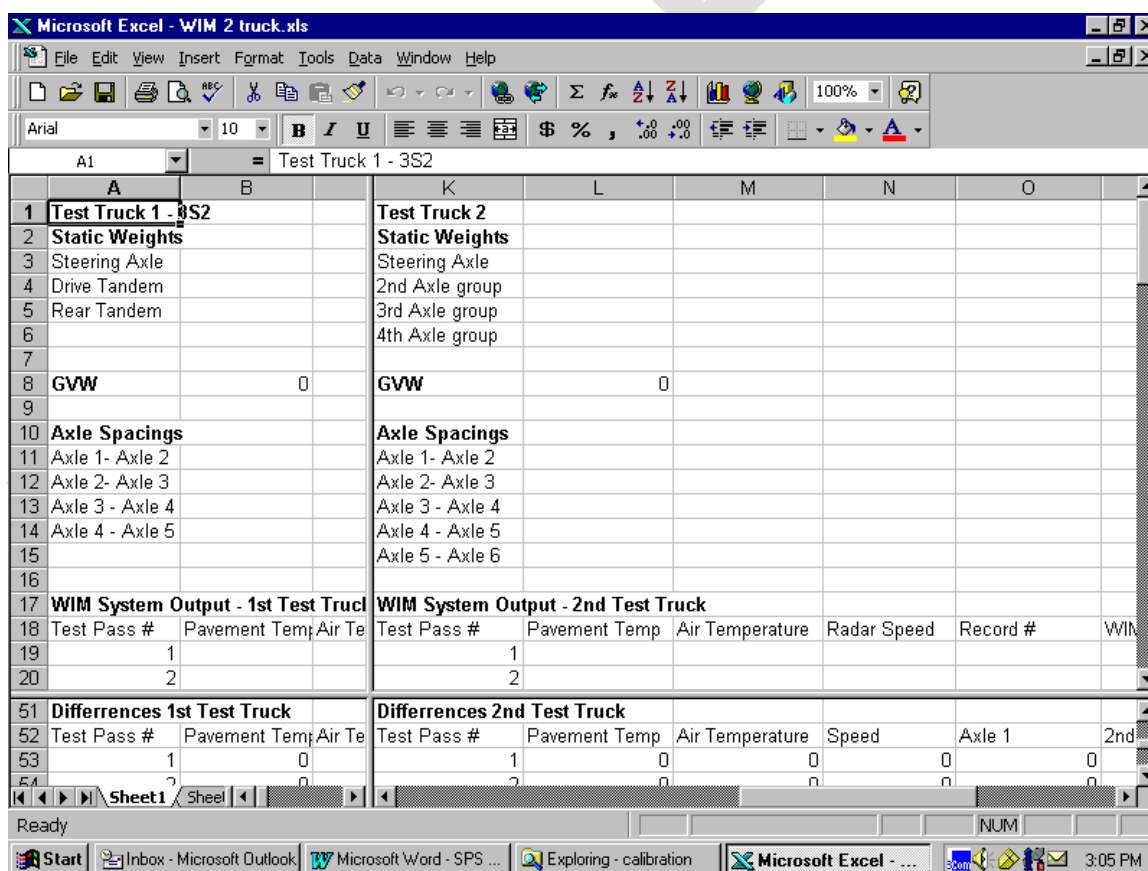 Microsoft Excel - WIM 2 truck.xls
File Edit View Insert Format Tools Data Window Help
100%
Arial 10 B I U $ % ,
A1 = Test Truck 1 - 3S2
A B K L M N O
1 Test Truck 1 - 3S2 Test Truck 2
2 Static Weights Static Weights
3 Steering Axle Steering Axle
4 Drive Tandem 2nd Axle group
5 Rear Tandem 3rd Axle group
6 4th Axle group
7
8 GVW 0 GVW 0
9
10 Axle Spacings Axle Spacings
11 Axle 1- Axle 2 Axle 1- Axle 2
12 Axle 2- Axle 3 Axle 2- Axle 3
13 Axle 3 - Axle 4 Axle 3 - Axle 4
14 Axle 4 - Axle 5 Axle 4 - Axle 5
15 Axle 5 - Axle 6
16
17 WIM System Output - 1st Test Truck WIM System Output - 2nd Test Truck
18 Test Pass # Pavement Temp Air Te Test Pass # Pavement Temp Air Temperature Radar Speed Record # WIM
19 1 1
20 2 2
51 Differrences 1st Test Truck Differrences 2nd Test Truck
52 Test Pass # Pavement Temp Air Te Test Pass # Pavement Temp Air Temperature Speed Axle 1 2nd
53 1 0 1 0 0 0 0
54 2 0 2 0 0 0 0
Sheet1 Sheel
Ready NUM
Start Inbox - Microsoft Outlook Microsoft Word - SPS ... Exploring - calibration Microsoft Excel - ... 3Com 3:05 PM